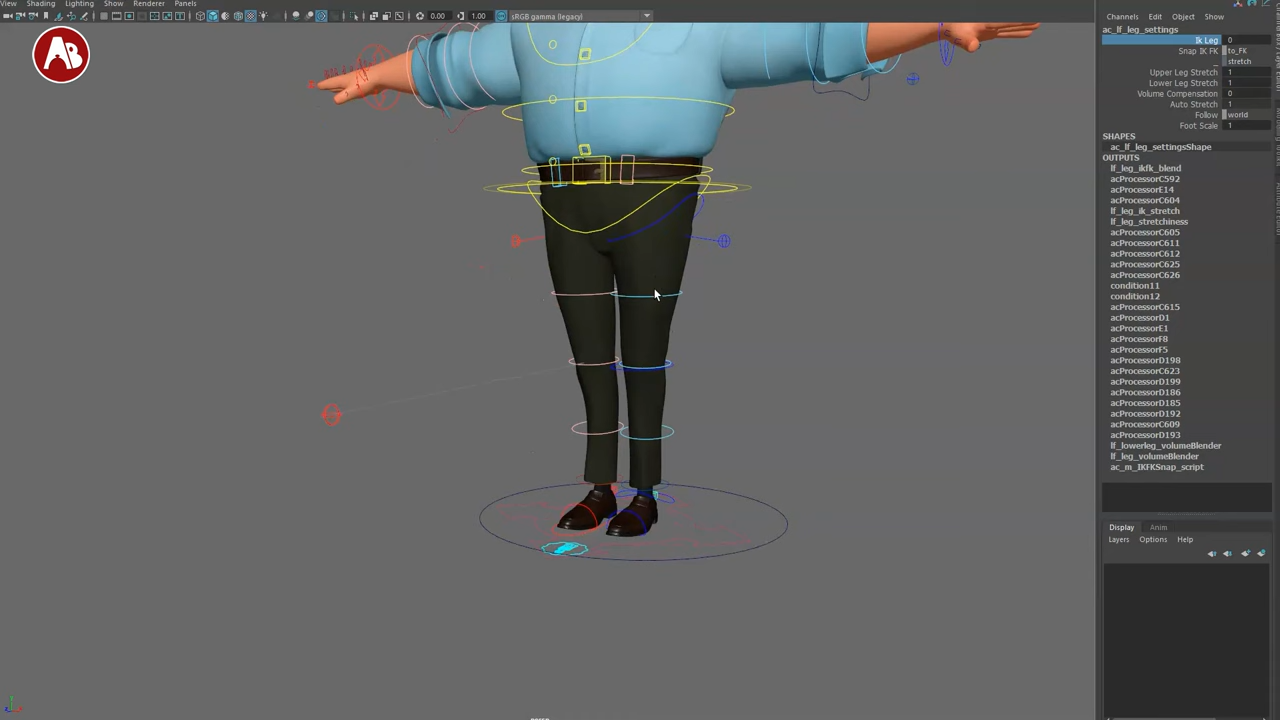 View Shading Lighting Show Renderer Panels
0.00 1.00 sRGB gamma (legacy)
AB
Channels Edit Object Show
ac_lf_leg_settings
Ik Leg 0
Snap IK FK to_FK
_ stretch
Upper Leg Stretch 1
Lower Leg Stretch 1
Volume Compensation 0
Auto Stretch 1
Follow world
Foot Scale 1
SHAPES
ac_lf_leg_settingsShape
OUTPUTS
lf_leg_ikfk_blend
acProcessorC592
acProcessorE14
acProcessorC604
lf_leg_ik_stretch
lf_leg_stretchiness
acProcessorC605
acProcessorC611
acProcessorC612
acProcessorC625
acProcessorC626
condition11
condition12
acProcessorC615
acProcessorD1
acProcessorE1
acProcessorF8
acProcessorF5
acProcessorD198
acProcessorC623
acProcessorD199
acProcessorD186
acProcessorD185
acProcessorD192
acProcessorC609
acProcessorD193
lf_lowerleg_volumeBlender
lf_leg_volumeBlender
ac_m_IKFKSnap_script
Display Anim
Layers Options Help